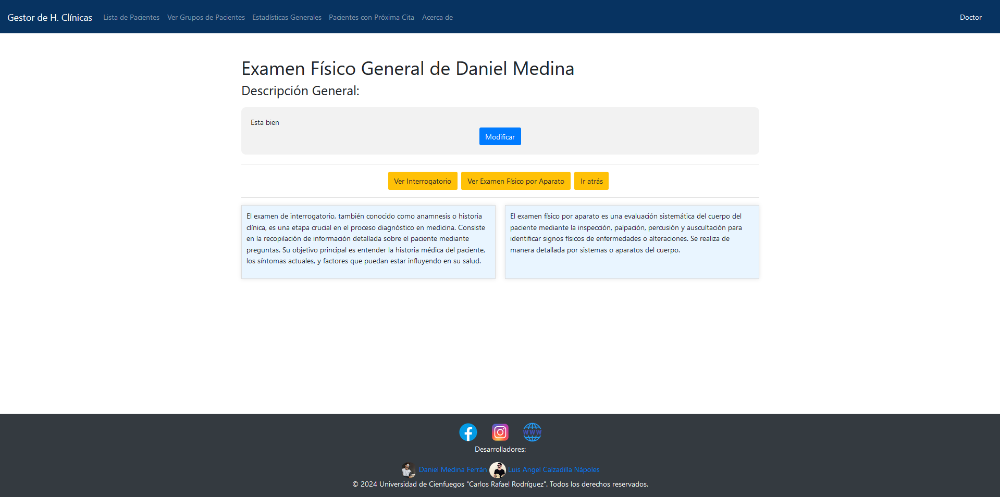 Gestor de H. Clínicas Lista de Pacientes Ver Grupos de Pacientes Estadísticas Generales Pacientes con Próxima Cita Acerca de Doctor
Examen Físico General de Daniel Medina
Descripción General:
Esta bien
Modificar
Ver Interrogatorio Ver Examen Físico por Aparato Ir atrás
El examen de interrogatorio, también conocido como anamnesis o historia
clínica, es una etapa crucial en el proceso diagnóstico en medicina. Consiste
en la recopilación de información detallada sobre el paciente mediante
preguntas. Su objetivo principal es entender la historia médica del paciente,
los síntomas actuales, y factores que puedan estar influyendo en su salud.
El examen físico por aparato es una evaluación sistemática del cuerpo del
paciente mediante la inspección, palpación, percusión y auscultación para
identificar signos físicos de enfermedades o alteraciones. Se realiza de
manera detallada por sistemas o aparatos del cuerpo.
WWW
Desarrolladores:
Daniel Medina Ferrán Luis Angel Calzadilla Nápoles
© 2024 Universidad de Cienfuegos "Carlos Rafael Rodríguez". Todos los derechos reservados.